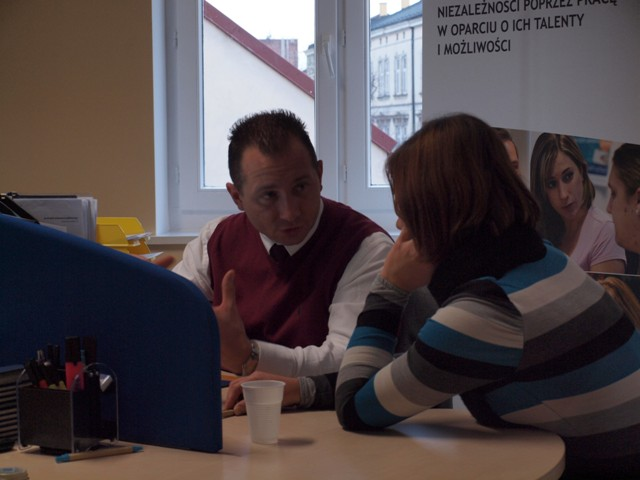 NIEZALEŻNOŚCI POPRZEZ PRACĘ
W OPARCIU O ICH TALENTY
I MOŻLIWOŚCI